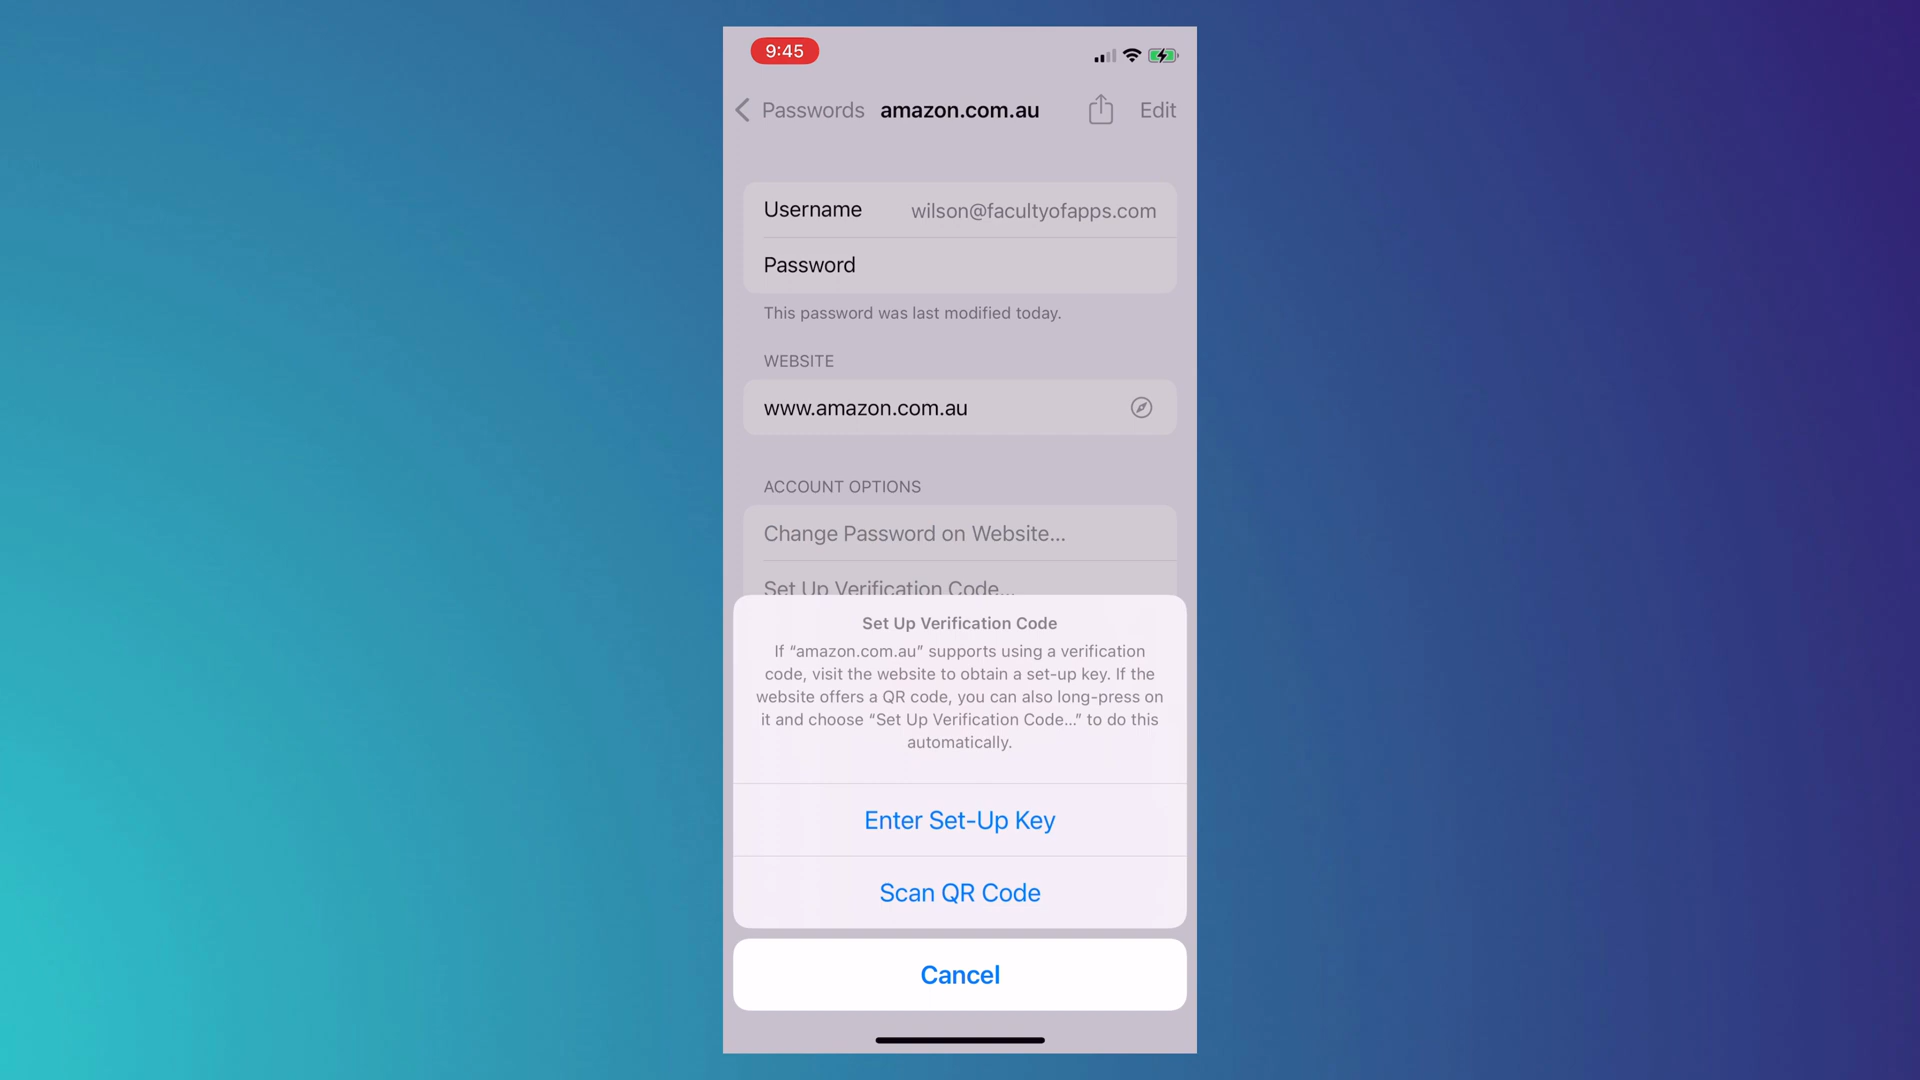 9:45
Passwords amazon.com.au Edit
Username wilson@facultyofapps.com
Password
This password was last modified today.
WEBSITE
www.amazon.com.au
ACCOUNT OPTIONS
Change Password on Website...
Set Up Verification Code...
Set Up Verification Code
If “amazon.com.au” supports using a verification
code, visit the website to obtain a set-up key. If the
website offers a QR code, you can also long-press on
it and choose “Set Up Verification Code...” to do this
automatically.
Enter Set-Up Key
Scan QR Code
Cancel